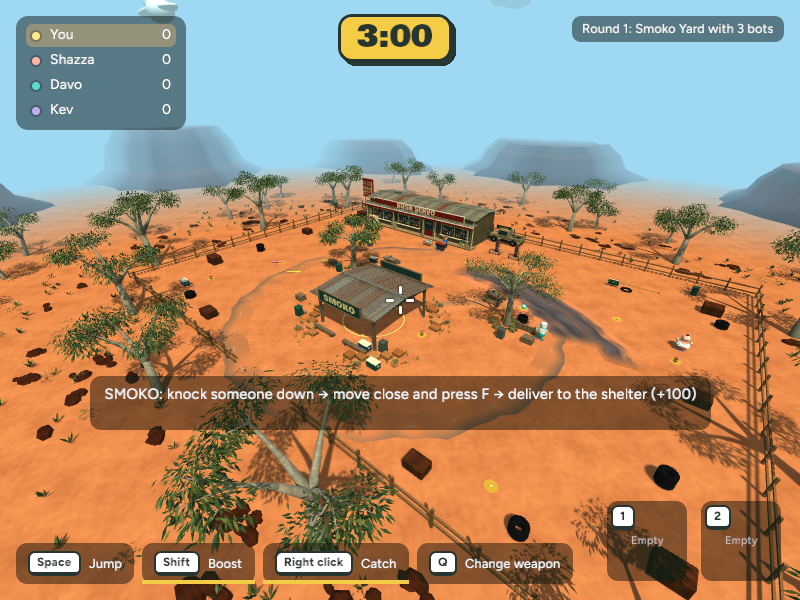 You 0
Shazza 0
Davo 0
Kev 0
3:00
Round 1: Smoko Yard with 3 bots
SMOKO
SMOKO: knock someone down → move close and press F → deliver to the shelter (+100)
1 Empty
2 Empty
Space Jump
Shift Boost
Right click Catch
Q Change weapon